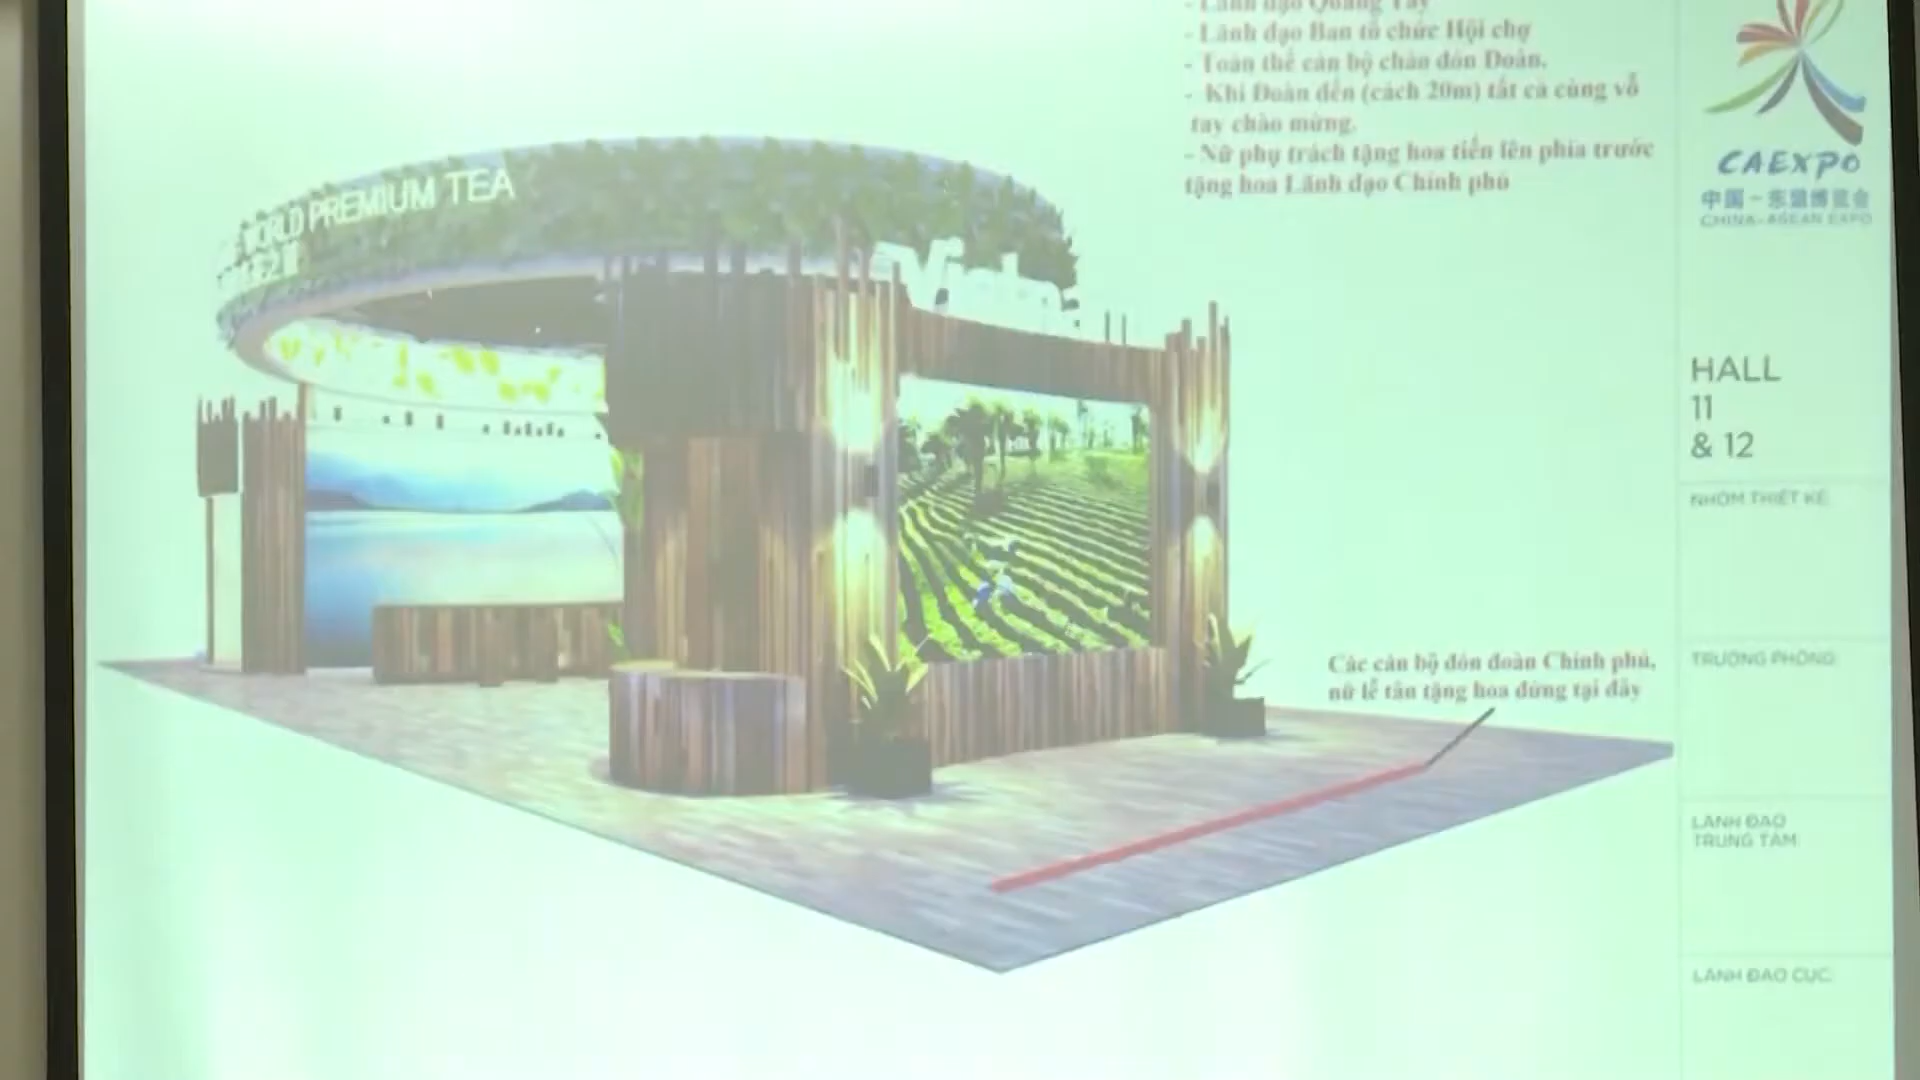 - Lãnh đạo Quảng Tây
- Lãnh đạo Ban tổ chức Hội chợ
- Toàn thể cán bộ chào đón Đoàn.
- Khi Đoàn đến (cách 20m) tất cả cùng vỗ
tay chào mừng.
- Nữ phụ trách tặng hoa tiến lên phía trước
tặng hoa Lãnh đạo Chính phủ
CAEXPO
中国-东盟博览会
CHINA-ASEAN EXPO
WORLD PREMIUM TEA
HALL
11
& 12
NHÓM THIẾT KẾ
Các cán bộ đón đoàn Chính phủ,
nữ lễ tân tặng hoa đứng tại đây
TRƯỞNG PHÒNG
LÃNH ĐẠO
TRUNG TÂM
LÃNH ĐẠO CỤC